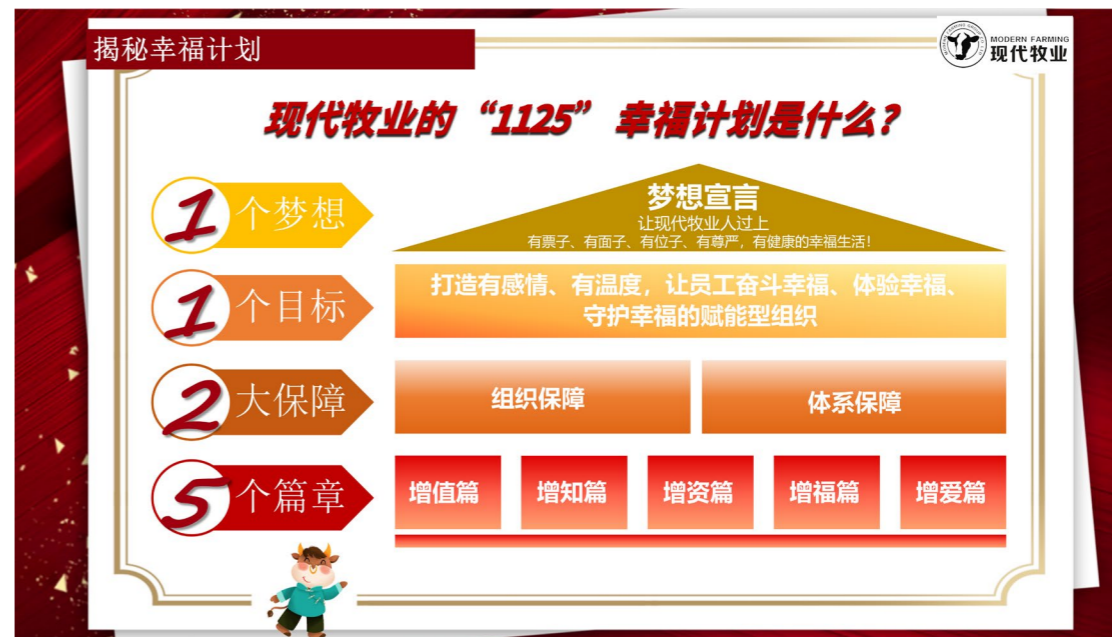 揭秘幸福计划
MODERN FARMING
现代牧业
现代牧业的“1125”幸福计划是什么?
1个梦想
梦想宣言
让现代牧业人过上
有票子、有面子、有位子、有尊严，有健康的幸福生活!
1个目标
打造有感情、有温度，让员工奋斗幸福、体验幸福、
守护幸福的赋能型组织
2大保障
组织保障
体系保障
5个篇章
增值篇
增知篇
增资篇
增福篇
增爱篇